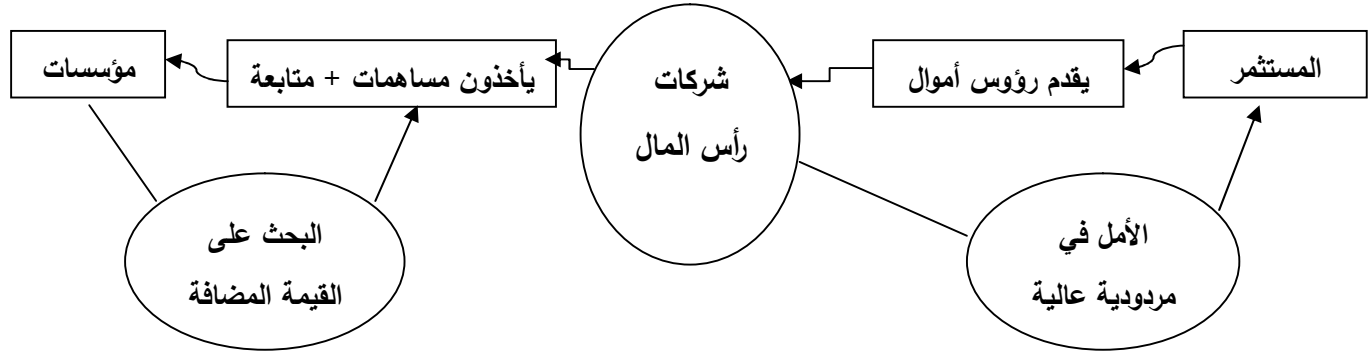 المستثمر
يقدم رؤوس أموال
شركات
رأس المال
يأخذون مساهمات + متابعة
مؤسسات
الأمل في
مردودية عالية
البحث على
القيمة المضافة